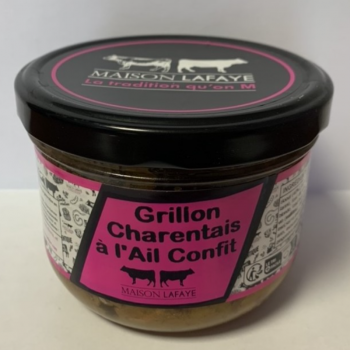 MAISON LAFAYE
La tradition qu'on M
Grillon
Charentais
à l'Ail Confit
MAISON LAFAYE